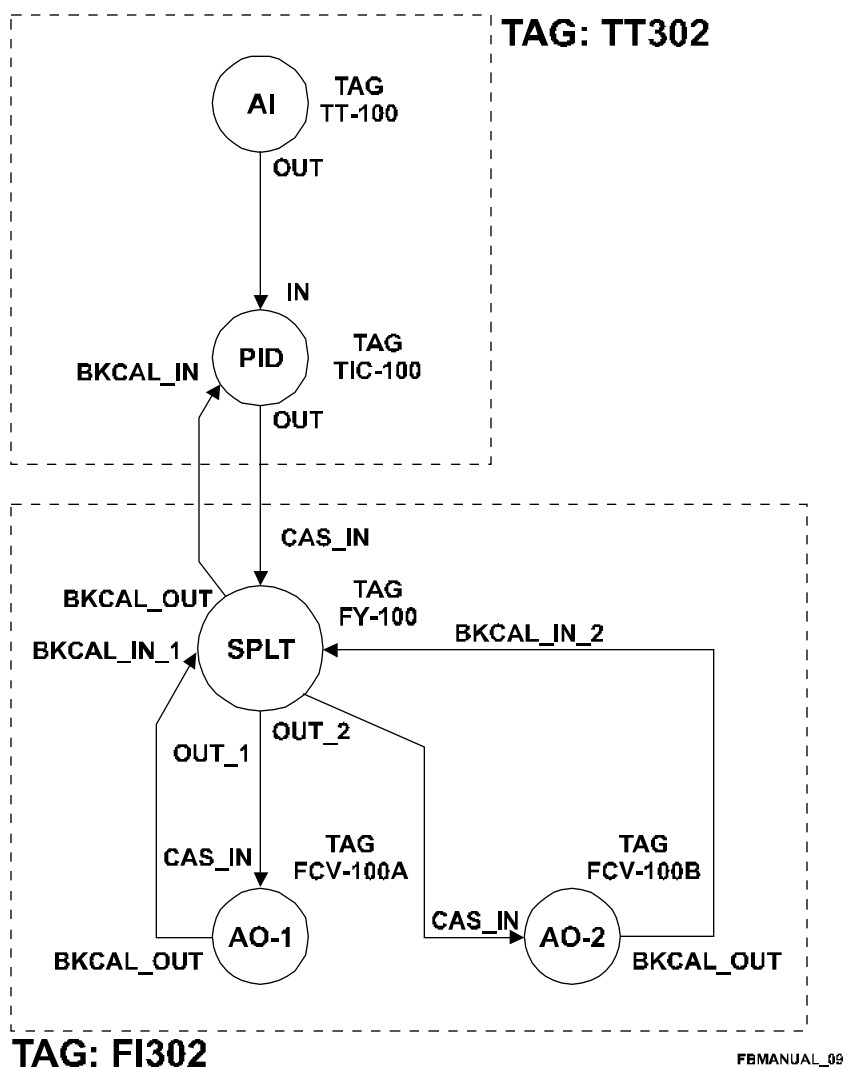 TAG: TT302
AI
TAG
TT-100
OUT
IN
PID
TAG
TIC-100
BKCAL_IN
OUT
CAS_IN
BKCAL_OUT
TAG
FY-100
BKCAL_IN_1
SPLT
BKCAL_IN_2
OUT_1
OUT_2
TAG
FCV-100A
TAG
FCV-100B
CAS_IN
CAS_IN
AO-1
AO-2
BKCAL_OUT
BKCAL_OUT
TAG: FI302
FBMANUAL_09